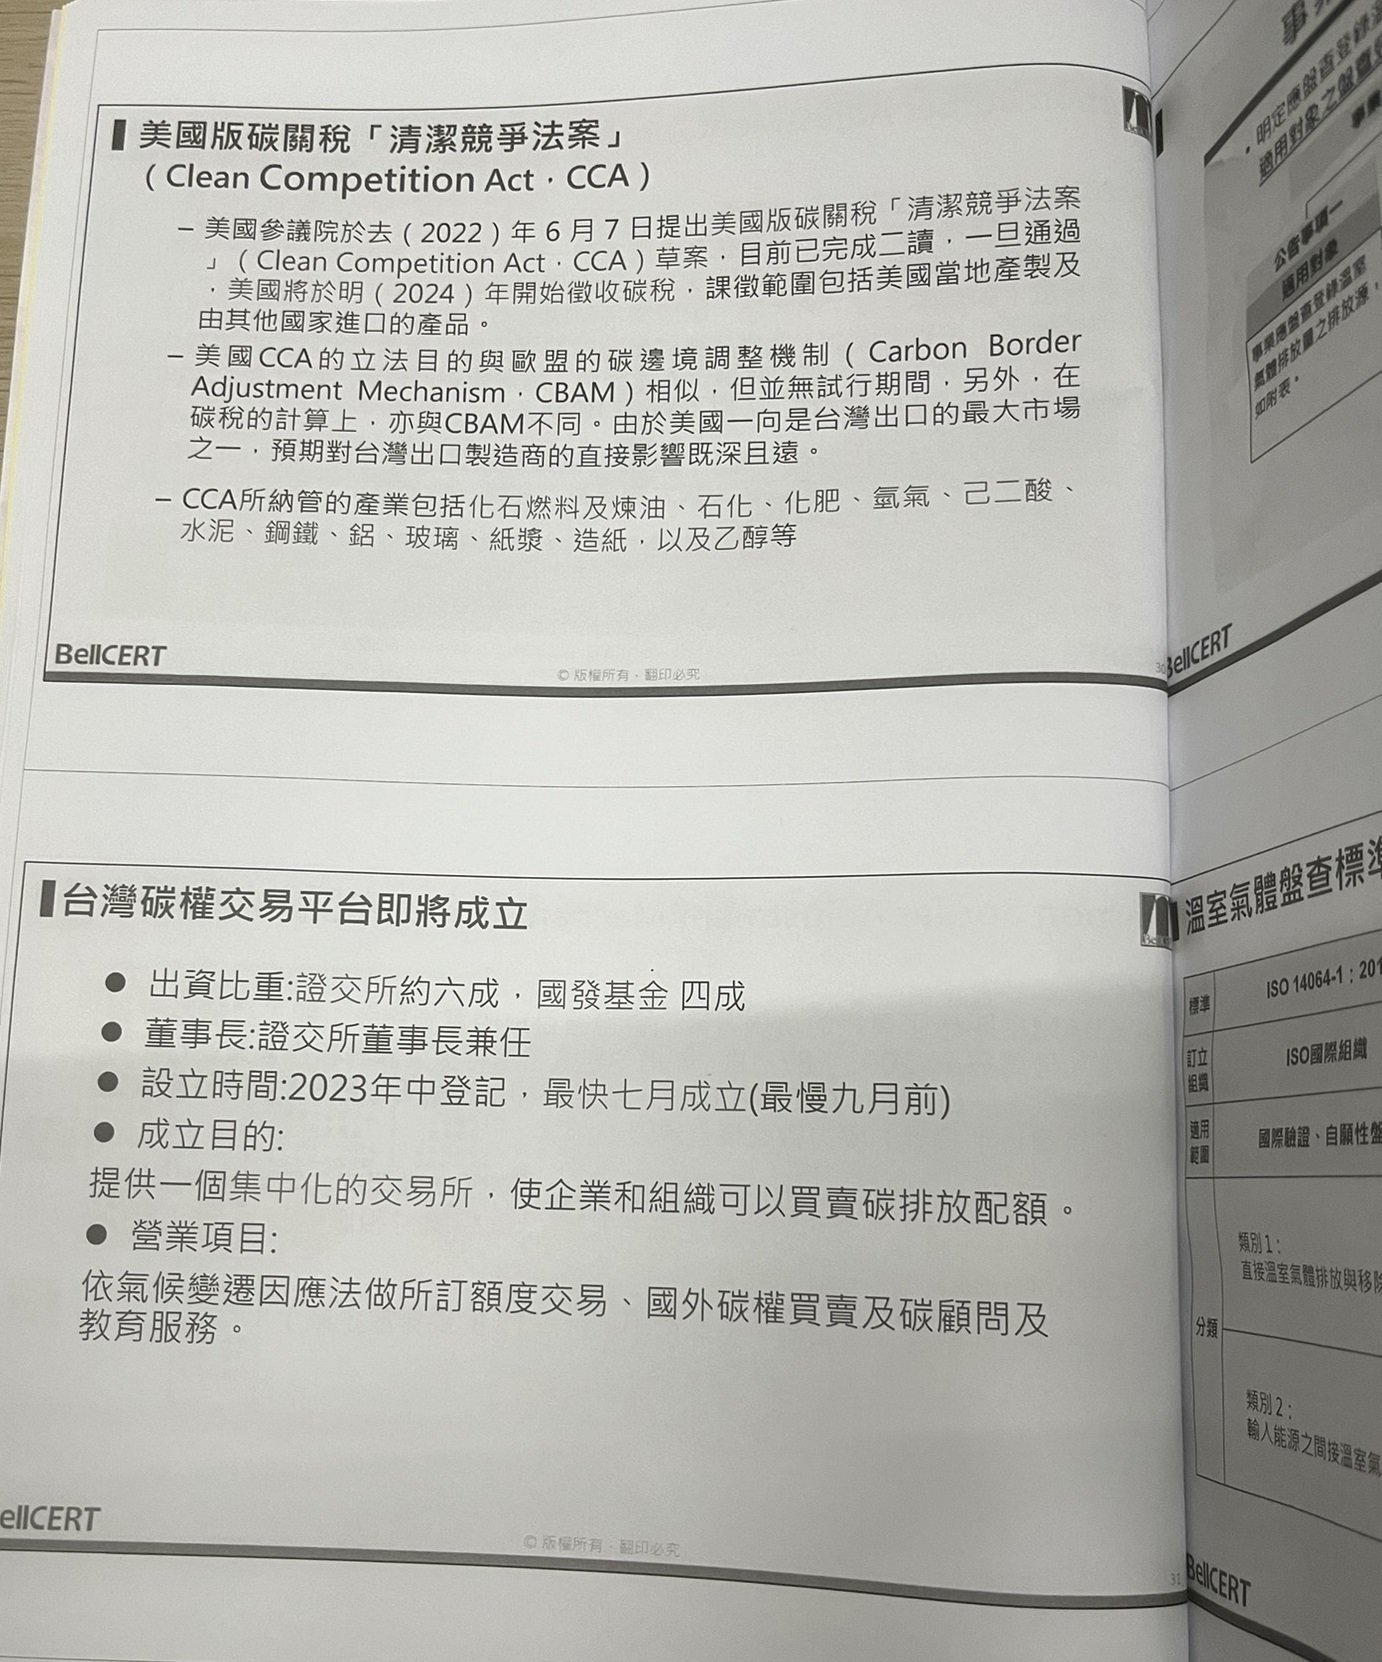 美國版碳關稅「清潔競爭法案」
（Clean Competition Act，CCA）
– 美國參議院於去（2022）年 6 月 7 日提出美國版碳關稅「清潔競爭法案
」（Clean Competition Act，CCA）草案，目前已完成二讀，一旦通過
，美國將於明（2024）年開始徵收碳稅，課徵範圍包括美國當地產製及
由其他國家進口的產品。
– 美國CCA的立法目的與歐盟的碳邊境調整機制（Carbon Border
Adjustment Mechanism，CBAM）相似，但並無試行期間，另外，在
碳稅的計算上，亦與CBAM不同。由於美國一向是台灣出口的最大市場
之一，預期對台灣出口製造商的直接影響既深且遠。
– CCA所納管的產業包括化石燃料及煉油、石化、化肥、氫氣、己二酸、
水泥、鋼鐵、鋁、玻璃、紙漿、造紙，以及乙醇等
BellCERT
© 版權所有，翻印必究
30
台灣碳權交易平台即將成立
● 出資比重:證交所約六成，國發基金 四成
● 董事長:證交所董事長兼任
● 設立時間:2023年中登記，最快七月成立(最慢九月前)
● 成立目的:
提供一個集中化的交易所，使企業和組織可以買賣碳排放配額。
● 營業項目:
依氣候變遷因應法做所訂額度交易、國外碳權買賣及碳顧問及
教育服務。
ellCERT
© 版權所有，翻印必究
31
事
· 明定應盤查登錄
適用對象之盤查
事業
公告事項一
適用對象
事業應盤查登錄溫室
氣體排放量之排放源，
如附表。
BellCERT
溫室氣體盤查標準
標準
ISO 14064-1：201
訂立
組織
ISO國際組織
適用
範圍
國際驗證、自願性盤
分類
類別 1：
直接溫室氣體排放與移除
類別 2：
輸入能源之間接溫室氣
BellCERT